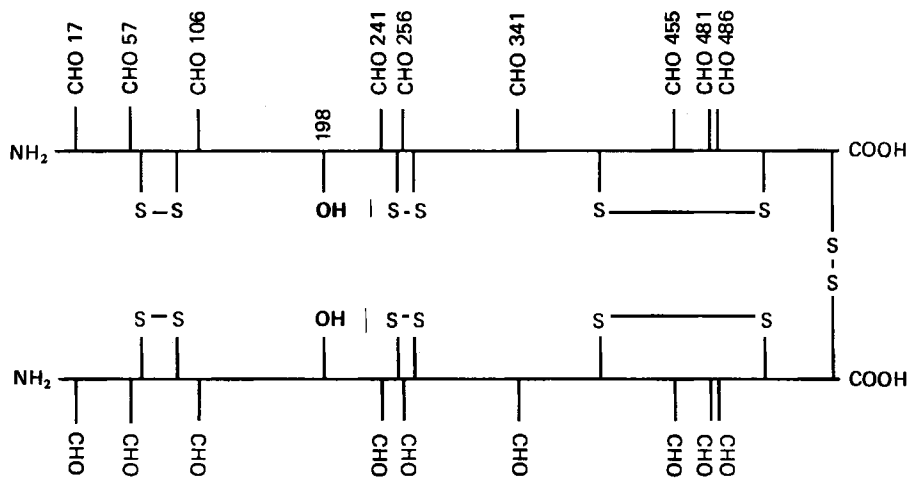 CHO 17 CHO 57 CHO 106 CHO 241 CHO 256 CHO 341 CHO 455 CHO 481 CHO 486
198
NH₂ COOH
S S OH S S S S
S
S
S S OH S S S S
NH₂ COOH
CHO CHO CHO CHO CHO CHO CHO CHO CHO